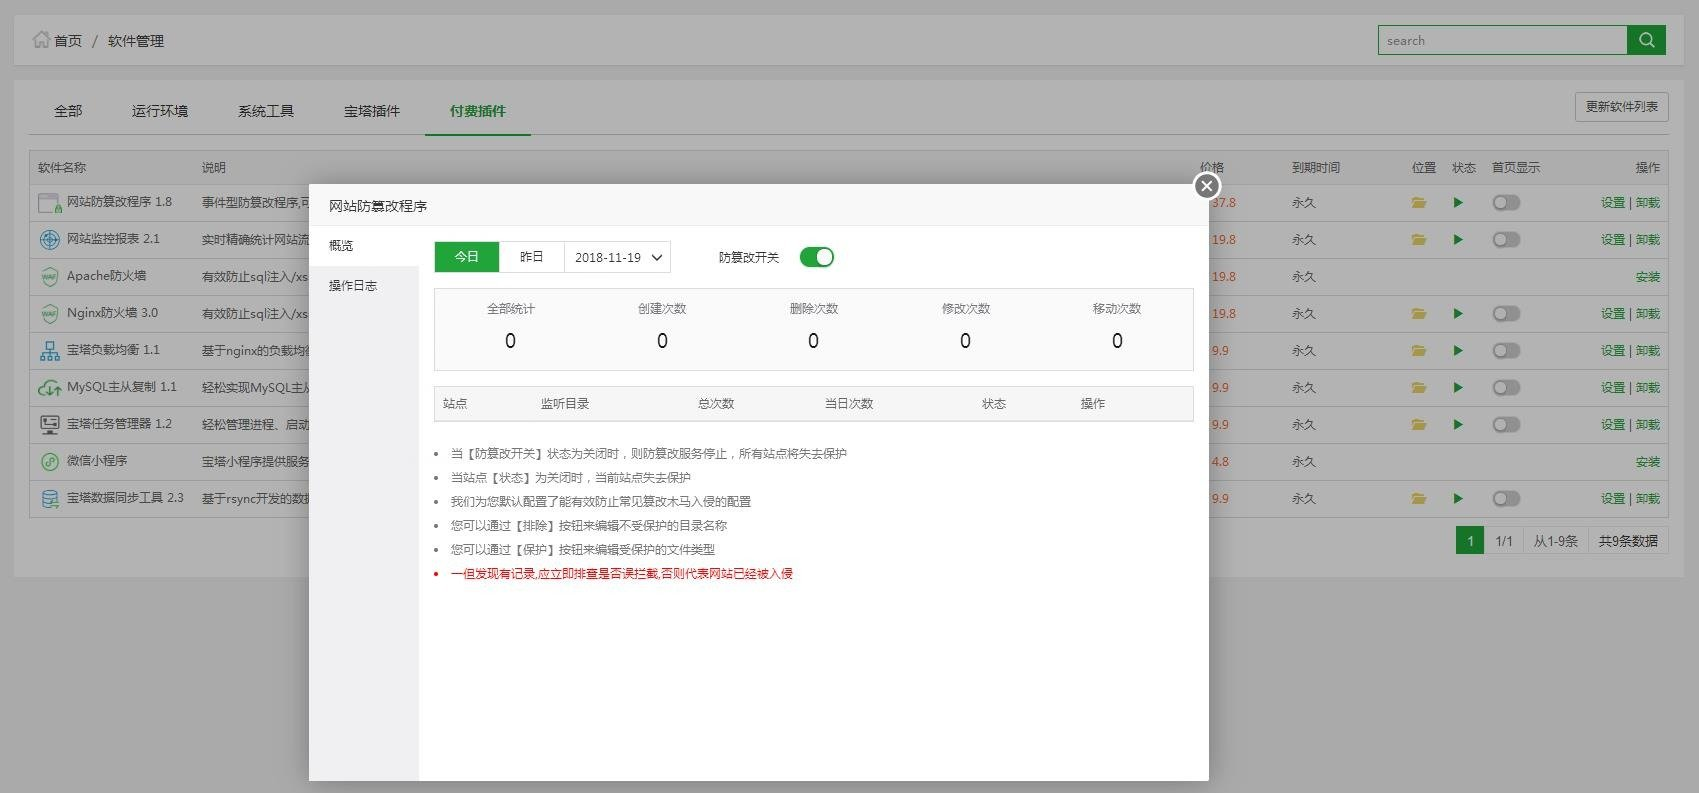 首页 / 软件管理
search
全部 运行环境 系统工具 宝塔插件 付费插件
更新软件列表
软件名称 说明 价格 到期时间 位置 状态 首页显示 操作
网站防篡改程序 1.8 事件型防篡改程序,可 37.8 永久 设置 | 卸载
网站监控报表 2.1 实时精确统计网站流 19.8 永久 设置 | 卸载
Apache防火墙 有效防止sql注入/xs 19.8 永久 安装
Nginx防火墙 3.0 有效防止sql注入/xs 19.8 永久 设置 | 卸载
宝塔负载均衡 1.1 基于nginx的负载均衡 9.9 永久 设置 | 卸载
MySQL主从复制 1.1 轻松实现MySQL主从 9.9 永久 设置 | 卸载
宝塔任务管理器 1.2 轻松管理进程、启动 9.9 永久 设置 | 卸载
微信小程序 宝塔小程序提供服务 4.8 永久 安装
宝塔数据同步工具 2.3 基于rsync开发的数据 9.9 永久 设置 | 卸载
1 1/1 从1-9条 共9条数据
网站防篡改程序
概览
操作日志
今日 昨日 2018-11-19 防篡改开关
全部统计 创建次数 删除次数 修改次数 移动次数
0 0 0 0 0
站点 监听目录 总次数 当日次数 状态 操作
当【防篡改开关】状态为关闭时，则防篡改服务停止，所有站点将失去保护
当站点【状态】为关闭时，当前站点失去保护
我们为您默认配置了能有效防止常见篡改木马入侵的配置
您可以通过【排除】按钮来编辑不受保护的目录名称
您可以通过【保护】按钮来编辑受保护的文件类型
一但发现有记录,应立即排查是否误拦截,否则代表网站已经被入侵